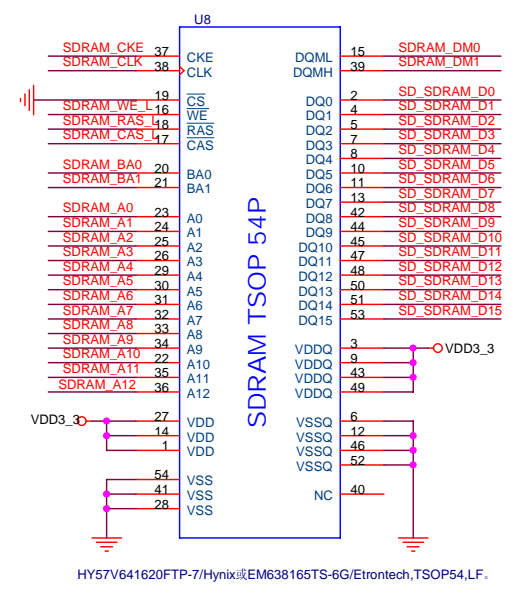 U8
SDRAM_CKE 37 CKE DQML 15 SDRAM_DM0
SDRAM_CLK 38 CLK DQMH 39 SDRAM_DM1
19 CS DQ0 2 SD_SDRAM_D0
SDRAM_WE_L 16 WE DQ1 4 SD_SDRAM_D1
SDRAM_RAS_L 18 RAS DQ2 5 SD_SDRAM_D2
SDRAM_CAS_L 17 CAS DQ3 7 SD_SDRAM_D3
DQ4 8 SD_SDRAM_D4
SDRAM_BA0 20 BA0 DQ5 10 SD_SDRAM_D5
SDRAM_BA1 21 BA1 DQ6 11 SD_SDRAM_D6
DQ7 13 SD_SDRAM_D7
SDRAM_A0 23 A0 DQ8 42 SD_SDRAM_D8
SDRAM_A1 24 A1 DQ9 44 SD_SDRAM_D9
SDRAM_A2 25 A2 DQ10 45 SD_SDRAM_D10
SDRAM_A3 26 A3 DQ11 47 SD_SDRAM_D11
SDRAM_A4 29 A4 DQ12 48 SD_SDRAM_D12
SDRAM_A5 30 A5 DQ13 50 SD_SDRAM_D13
SDRAM_A6 31 A6 DQ14 51 SD_SDRAM_D14
SDRAM_A7 32 A7 DQ15 53 SD_SDRAM_D15
SDRAM_A8 33 A8
SDRAM_A9 34 A9 VDDQ 3 VDD3_3
SDRAM_A10 22 A10 VDDQ 9
SDRAM_A11 35 A11 VDDQ 43
SDRAM_A12 36 A12 VDDQ 49
SDRAM TSOP 54P
VDD3_3 27 VDD VSSQ 6
14 VDD VSSQ 12
1 VDD VSSQ 46
VSSQ 52
54 VSS
41 VSS NC 40
28 VSS
HY57V641620FTP-7/Hynix或EM638165TS-6G/Etrontech,TSOP54,LF。